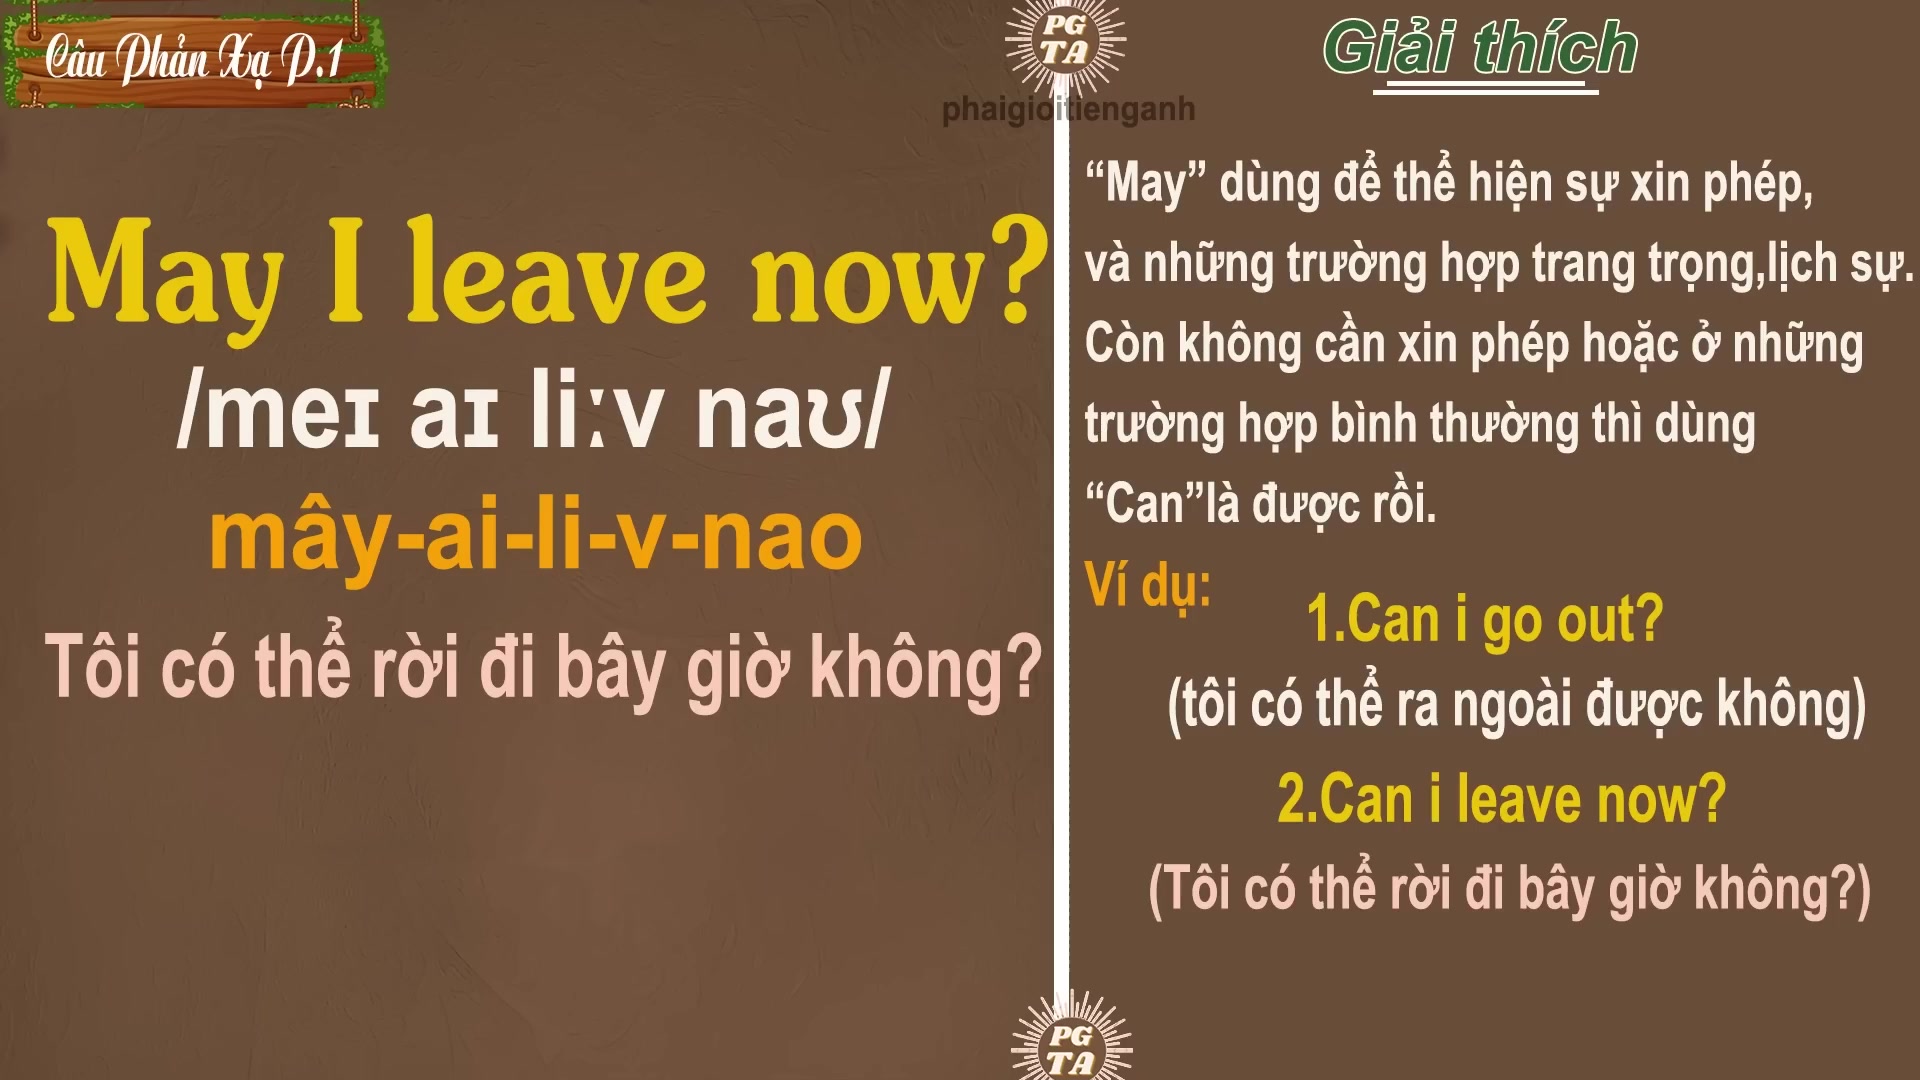 Câu Phản Xạ P.1
May I leave now?
/meɪ aɪ liːv naʊ/
mây-ai-li-v-nao
Tôi có thể rời đi bây giờ không?
PG
TA
phaigioitienganh
Giải thích
“May” dùng để thể hiện sự xin phép,
và những trường hợp trang trọng,lịch sự.
Còn không cần xin phép hoặc ở những
trường hợp bình thường thì dùng
“Can”là được rồi.
Ví dụ:
1.Can i go out?
(tôi có thể ra ngoài được không)
2.Can i leave now?
(Tôi có thể rời đi bây giờ không?)
PG
TA